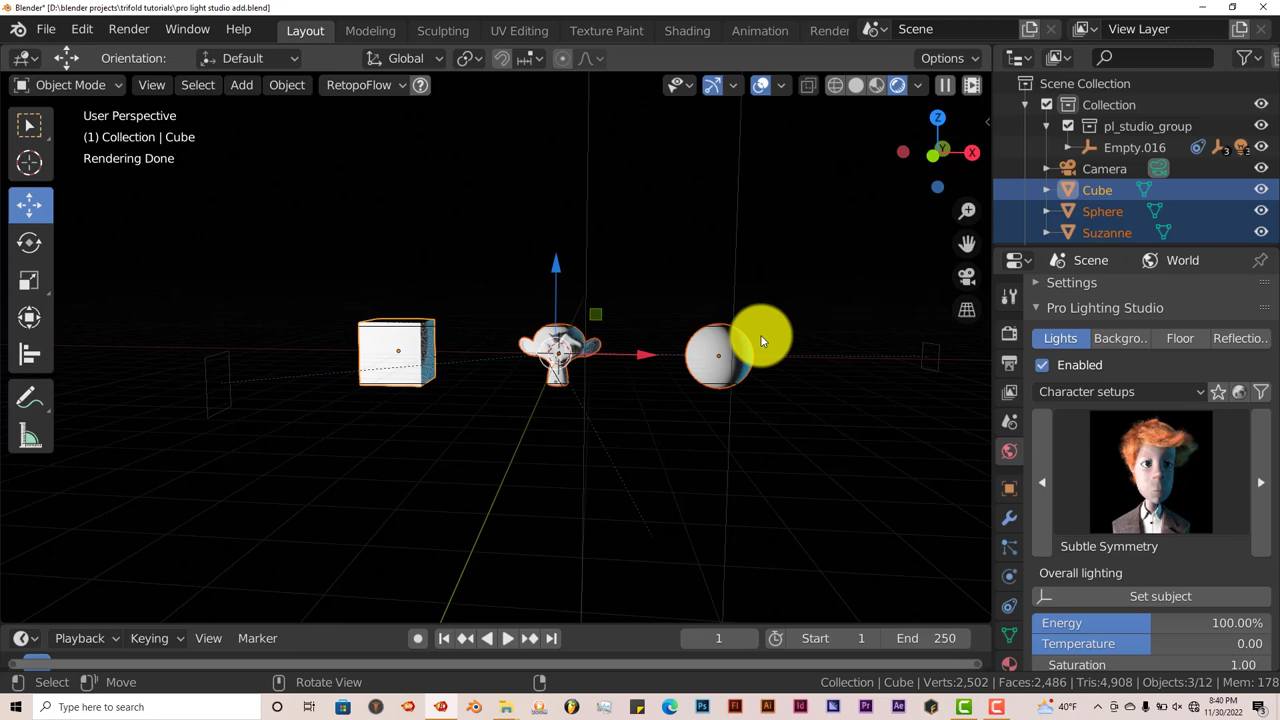 Blender* [D:\trifold tutorials\pro light studio add.blend]
File Edit Render Window Help Layout Modeling Sculpting UV Editing Texture Paint Shading Animation Render Scene View Layer
Orientation: Default Global Options
Object Mode View Select Add Object RetopoFlow
User Perspective
(1) Collection | Cube
Rendering Done
Z
Y
X
Scene Collection
Collection
pl_studio_group
Empty.016 3 3
Camera
Cube
Sphere
Suzanne
Scene World
Settings
Pro Lighting Studio
Lights Backgro.. Floor Reflectio..
Enabled
Character setups
Subtle Symmetry
Overall lighting
Set subject
Energy 100.00%
Temperature 0.00
Saturation 1.00
Playback Keying View Marker 1 Start 1 End 250
Select Move Rotate View Collection | Cube | Verts:2,502 | Faces:2,486 | Tris:4,908 | Objects:3/12 | Mem: 178
Type here to search 40°F 8:40 PM
11/30/2022